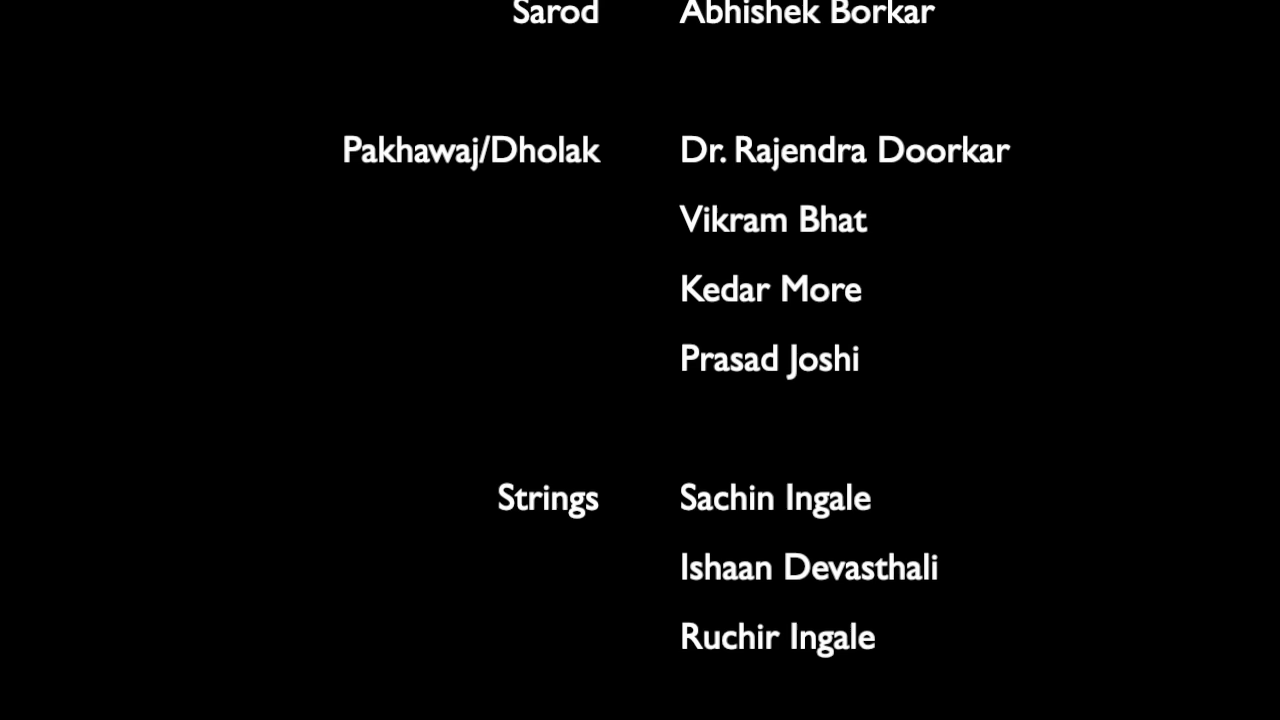 Sarod Abhishek Borkar
Pakhawaj/Dholak Dr. Rajendra Doorkar
Vikram Bhat
Kedar More
Prasad Joshi
Strings Sachin Ingale
Ishaan Devasthali
Ruchir Ingale